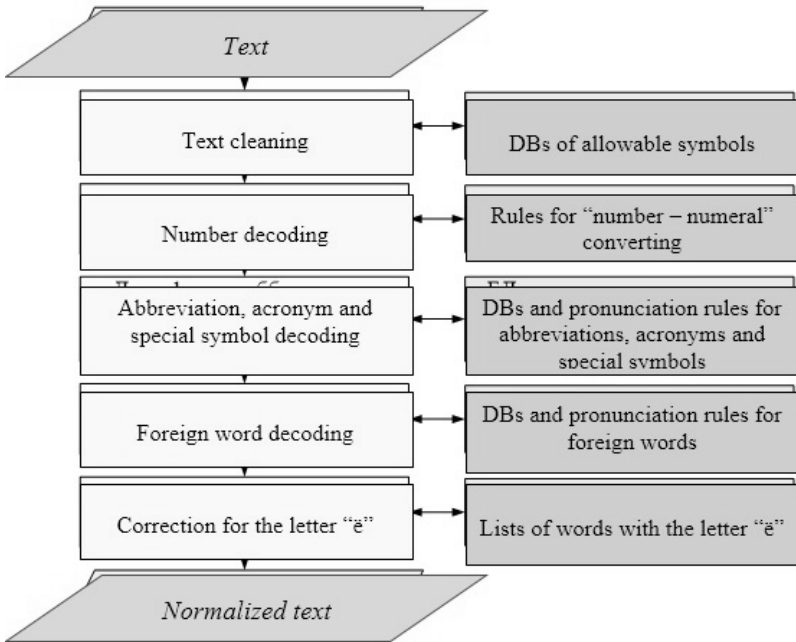 Text
Text cleaning
DBs of allowable symbols
Number decoding
Rules for “number – numeral”
converting
Abbreviation, acronym and
special symbol decoding
DBs and pronunciation rules for
abbreviations, acronyms and
special symbols
Foreign word decoding
DBs and pronunciation rules for
foreign words
Correction for the letter “ё”
Lists of words with the letter “ё”
Normalized text